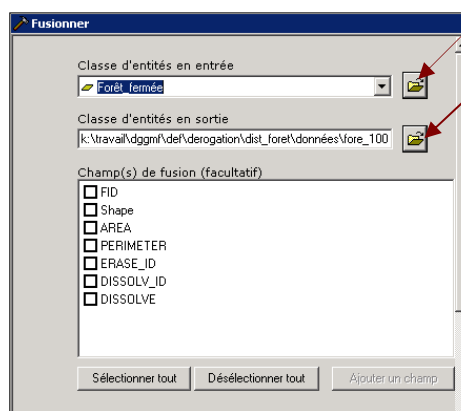 Fusionner
Classe d'entités en entrée
Forêt_fermée
Classe d'entités en sortie
k:\travail\dggmf\def\derogation\dist_foret\données\fore_100
Champ(s) de fusion (facultatif)
FID
Shape
AREA
PERIMETER
ERASE_ID
DISSOLV_ID
DISSOLVE
Sélectionner tout Désélectionner tout Ajouter un champ